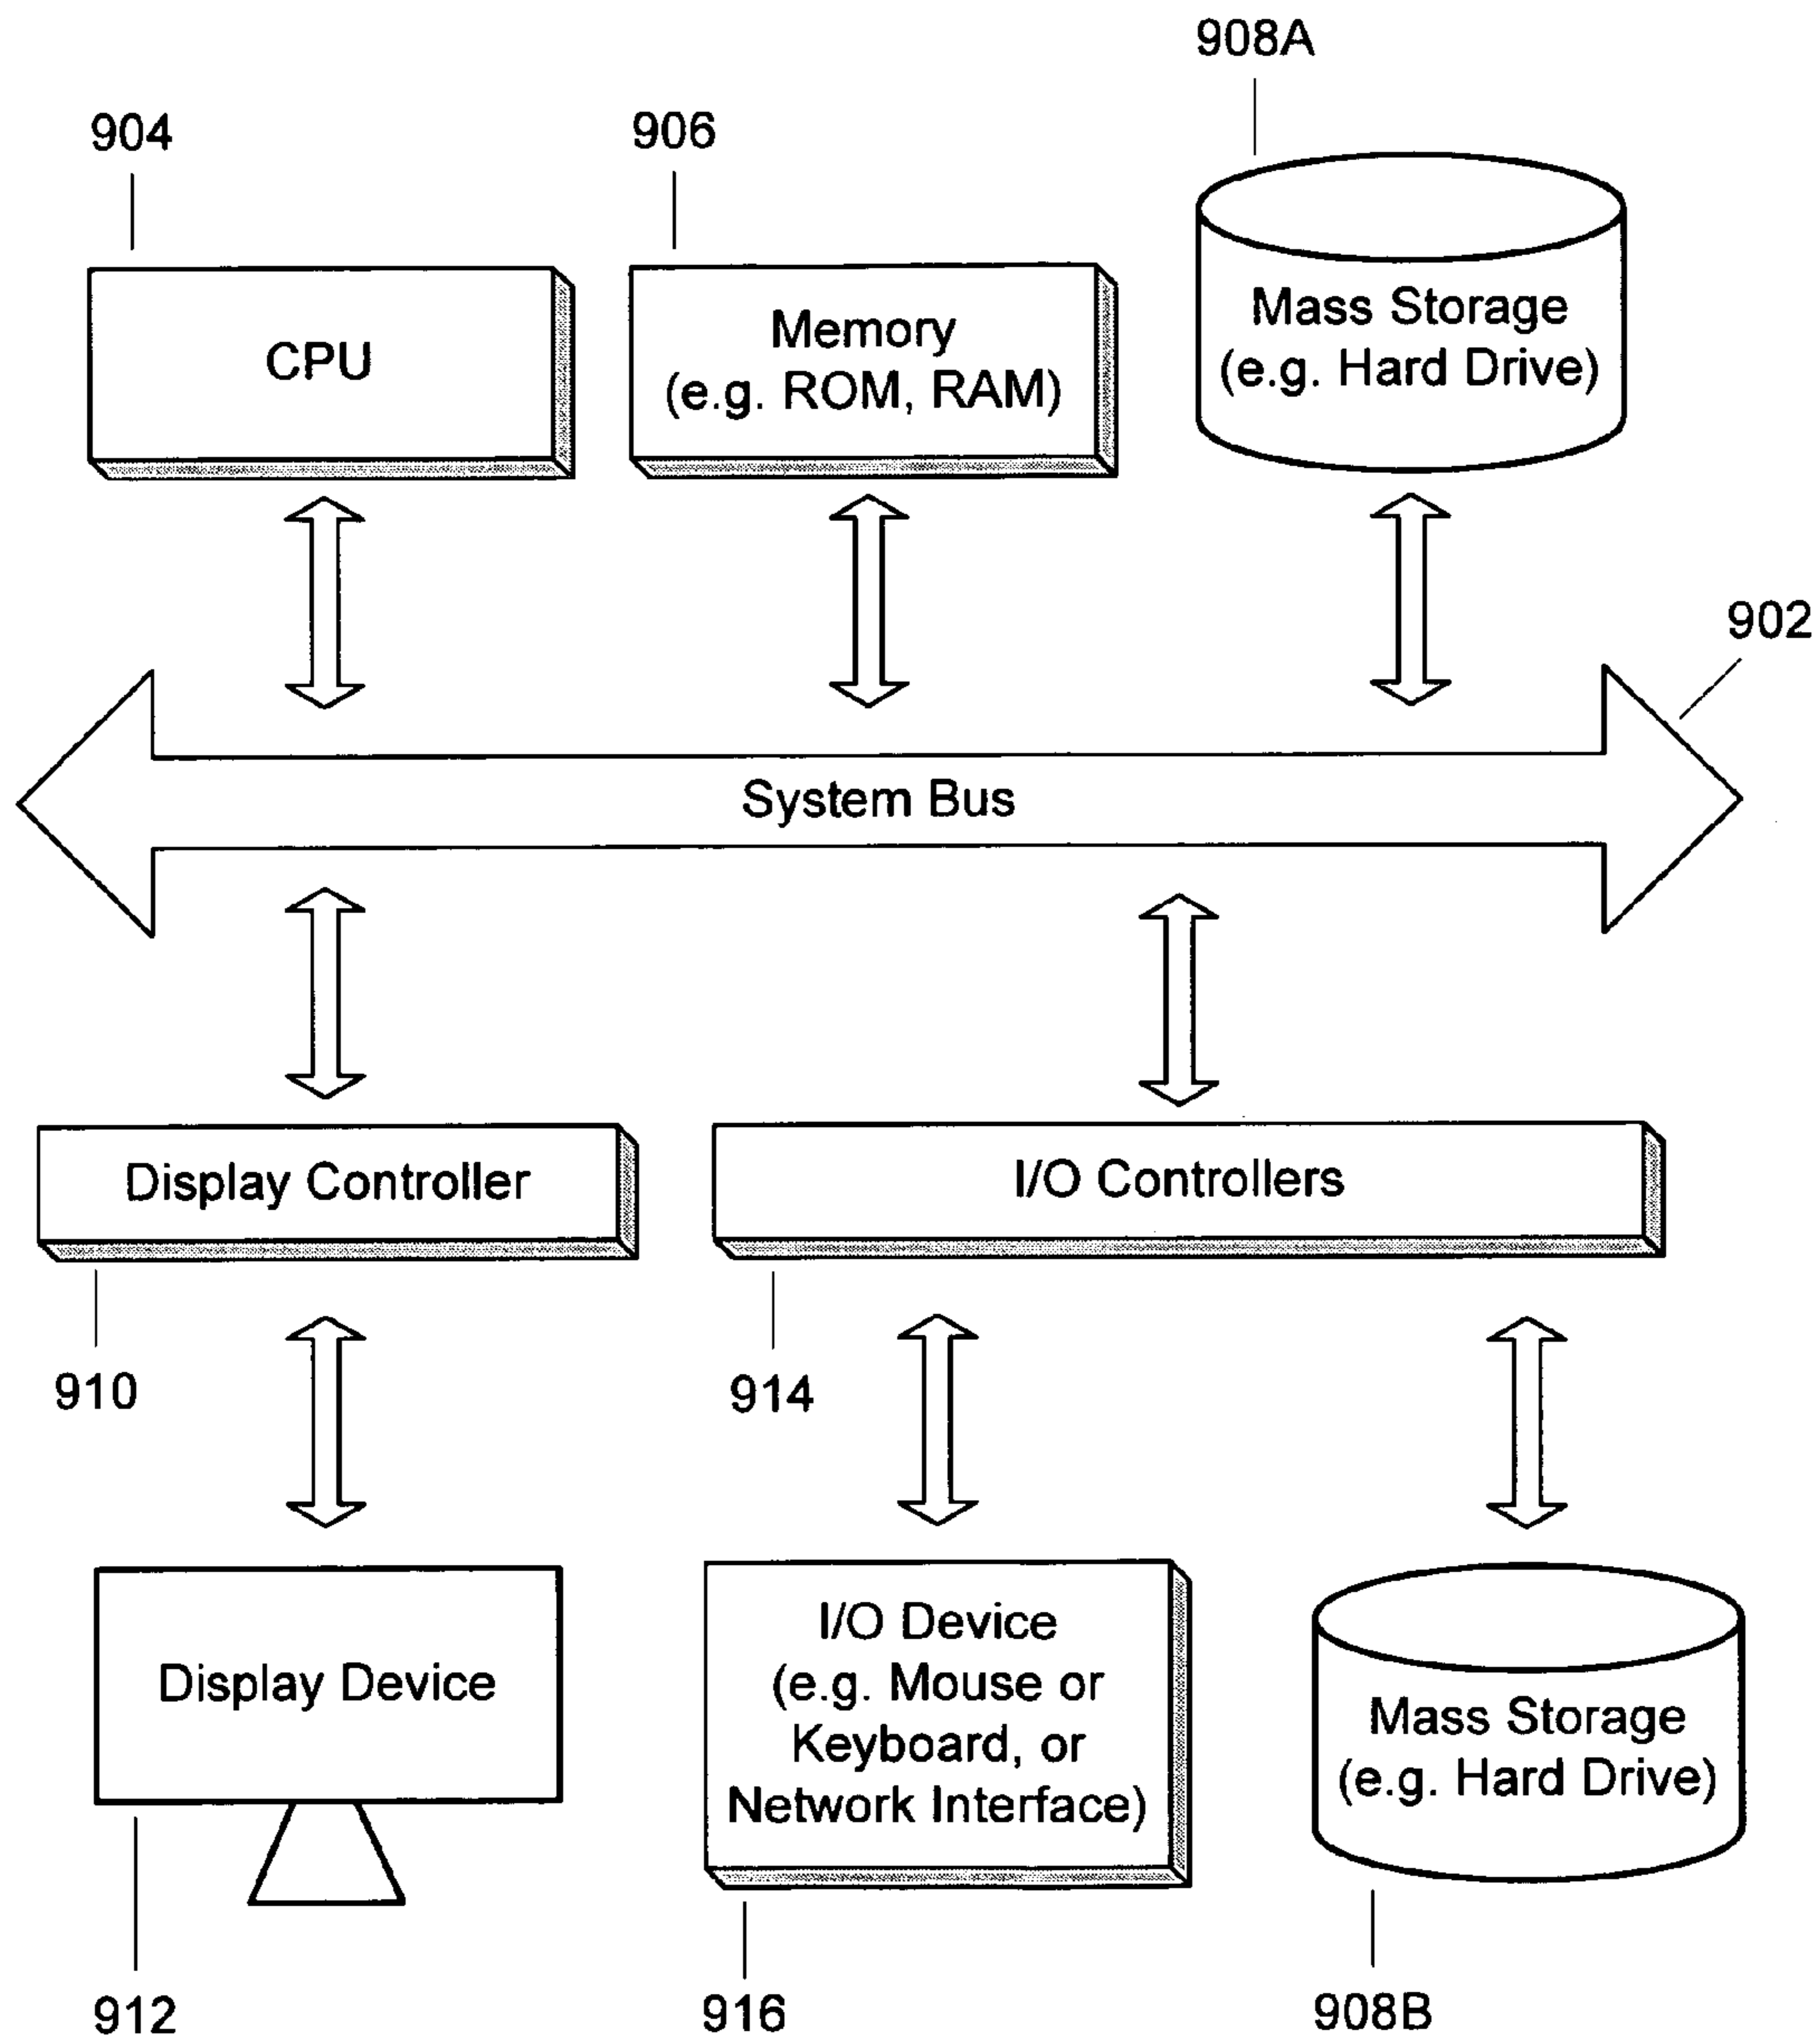 908A
904
906
CPU
Memory
(e.g. ROM, RAM)
Mass Storage
(e.g. Hard Drive)
902
System Bus
Display Controller
I/O Controllers
910
914
Display Device
I/O Device
(e.g. Mouse or
Keyboard, or
Network Interface)
Mass Storage
(e.g. Hard Drive)
912
916
908B